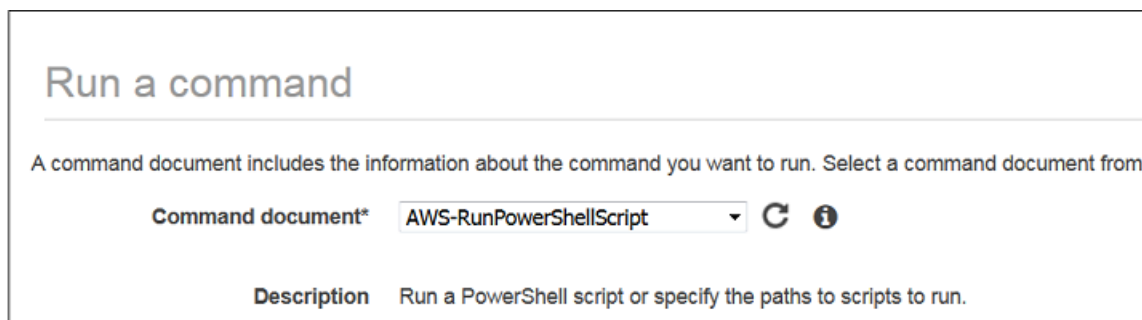 Run a command
A command document includes the information about the command you want to run. Select a command document from
Command document* AWS-RunPowerShellScript
Description Run a PowerShell script or specify the paths to scripts to run.